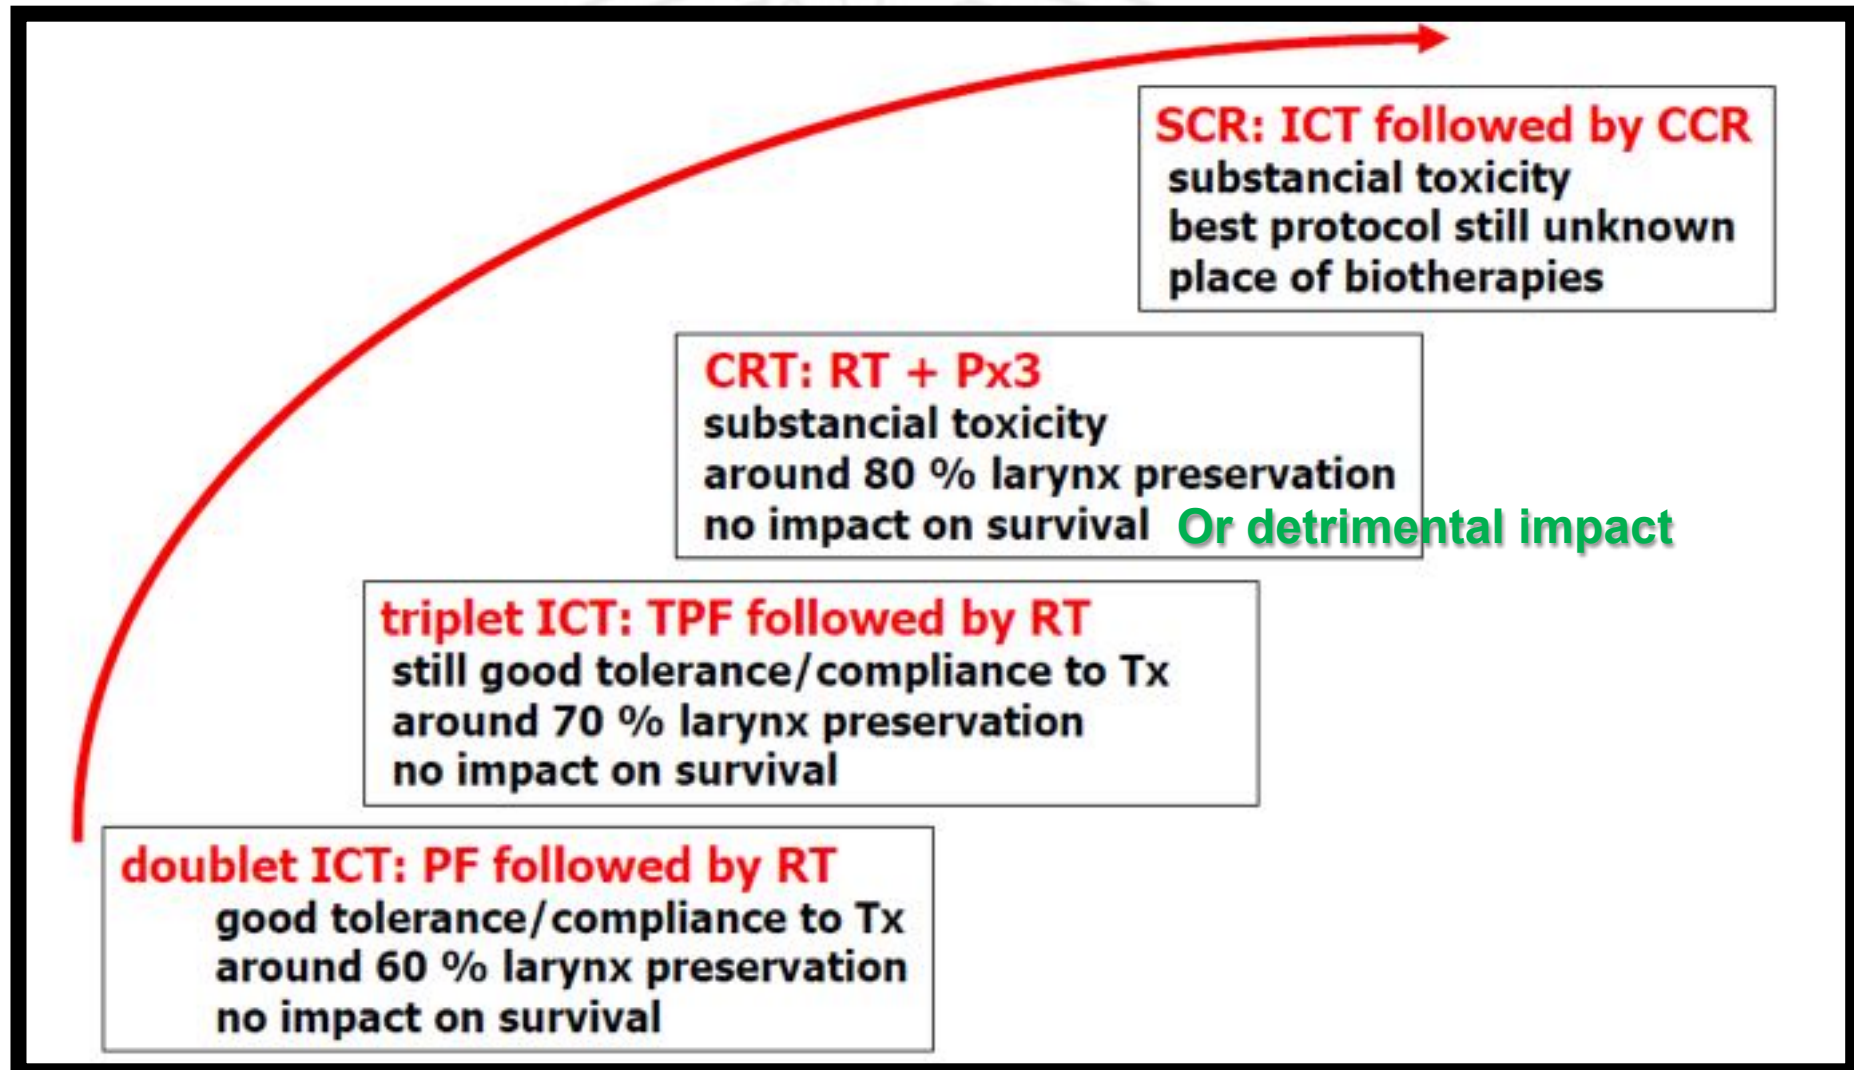 SCR: ICT followed by CCR
substancial toxicity
best protocol still unknown
place of biotherapies
CRT: RT + Px3
substancial toxicity
around 80 % larynx preservation
no impact on survival Or detrimental impact
triplet ICT: TPF followed by RT
still good tolerance/compliance to Tx
around 70 % larynx preservation
no impact on survival
doublet ICT: PF followed by RT
good tolerance/compliance to Tx
around 60 % larynx preservation
no impact on survival